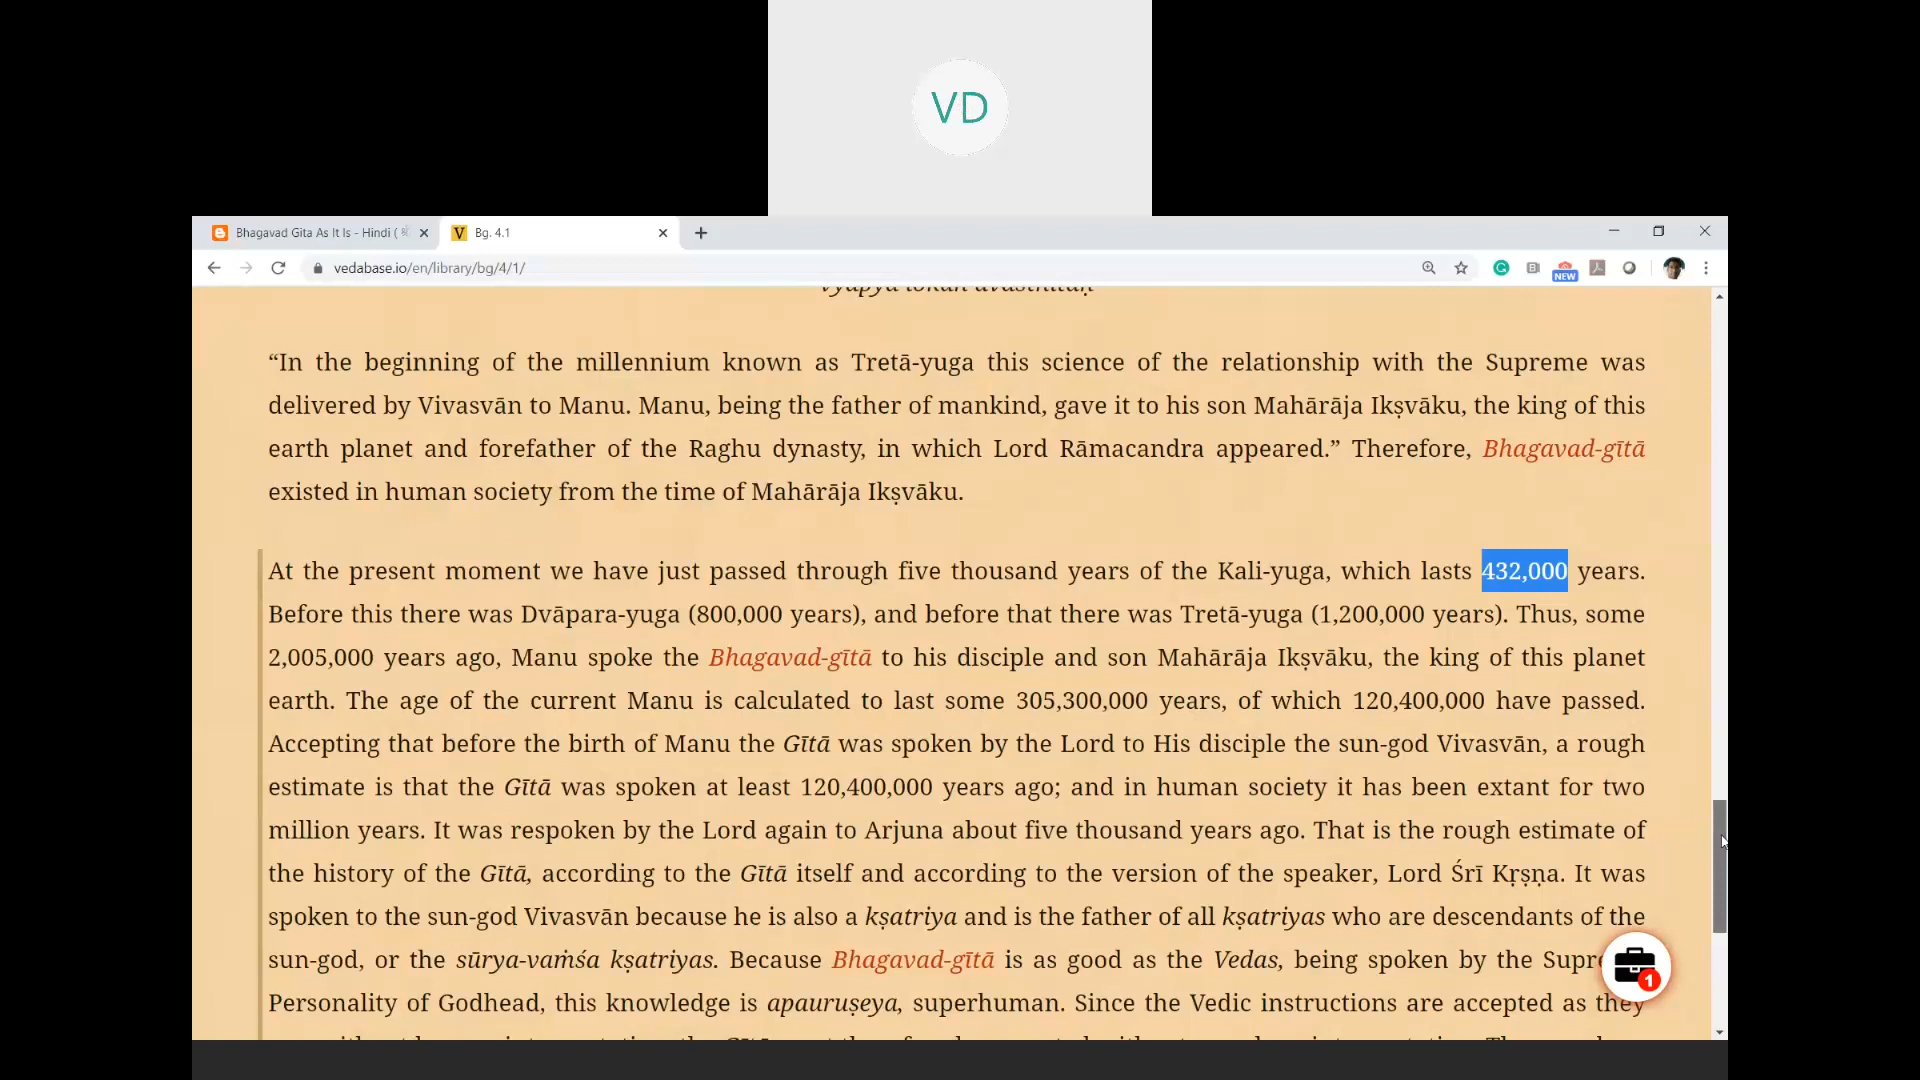 VD
Bhagavad Gita As It Is - Hindi (
Bg. 4.1
vedabase.io/en/library/bg/4/1/
NEW
vyāpya lokān avasthitāḥ
“In the beginning of the millennium known as Tretā-yuga this science of the relationship with the Supreme was
delivered by Vivasvān to Manu. Manu, being the father of mankind, gave it to his son Mahārāja Ikṣvāku, the king of this
earth planet and forefather of the Raghu dynasty, in which Lord Rāmacandra appeared.” Therefore, Bhagavad-gītā
existed in human society from the time of Mahārāja Ikṣvāku.
At the present moment we have just passed through five thousand years of the Kali-yuga, which lasts 432,000 years.
Before this there was Dvāpara-yuga (800,000 years), and before that there was Tretā-yuga (1,200,000 years). Thus, some
2,005,000 years ago, Manu spoke the Bhagavad-gītā to his disciple and son Mahārāja Ikṣvāku, the king of this planet
earth. The age of the current Manu is calculated to last some 305,300,000 years, of which 120,400,000 have passed.
Accepting that before the birth of Manu the Gītā was spoken by the Lord to His disciple the sun-god Vivasvān, a rough
estimate is that the Gītā was spoken at least 120,400,000 years ago; and in human society it has been extant for two
million years. It was respoken by the Lord again to Arjuna about five thousand years ago. That is the rough estimate of
the history of the Gītā, according to the Gītā itself and according to the version of the speaker, Lord Śrī Kṛṣṇa. It was
spoken to the sun-god Vivasvān because he is also a kṣatriya and is the father of all kṣatriyas who are descendants of the
sun-god, or the sūrya-vaṁśa kṣatriyas. Because Bhagavad-gītā is as good as the Vedas, being spoken by the Supre
Personality of Godhead, this knowledge is apauruṣeya, superhuman. Since the Vedic instructions are accepted as they
1